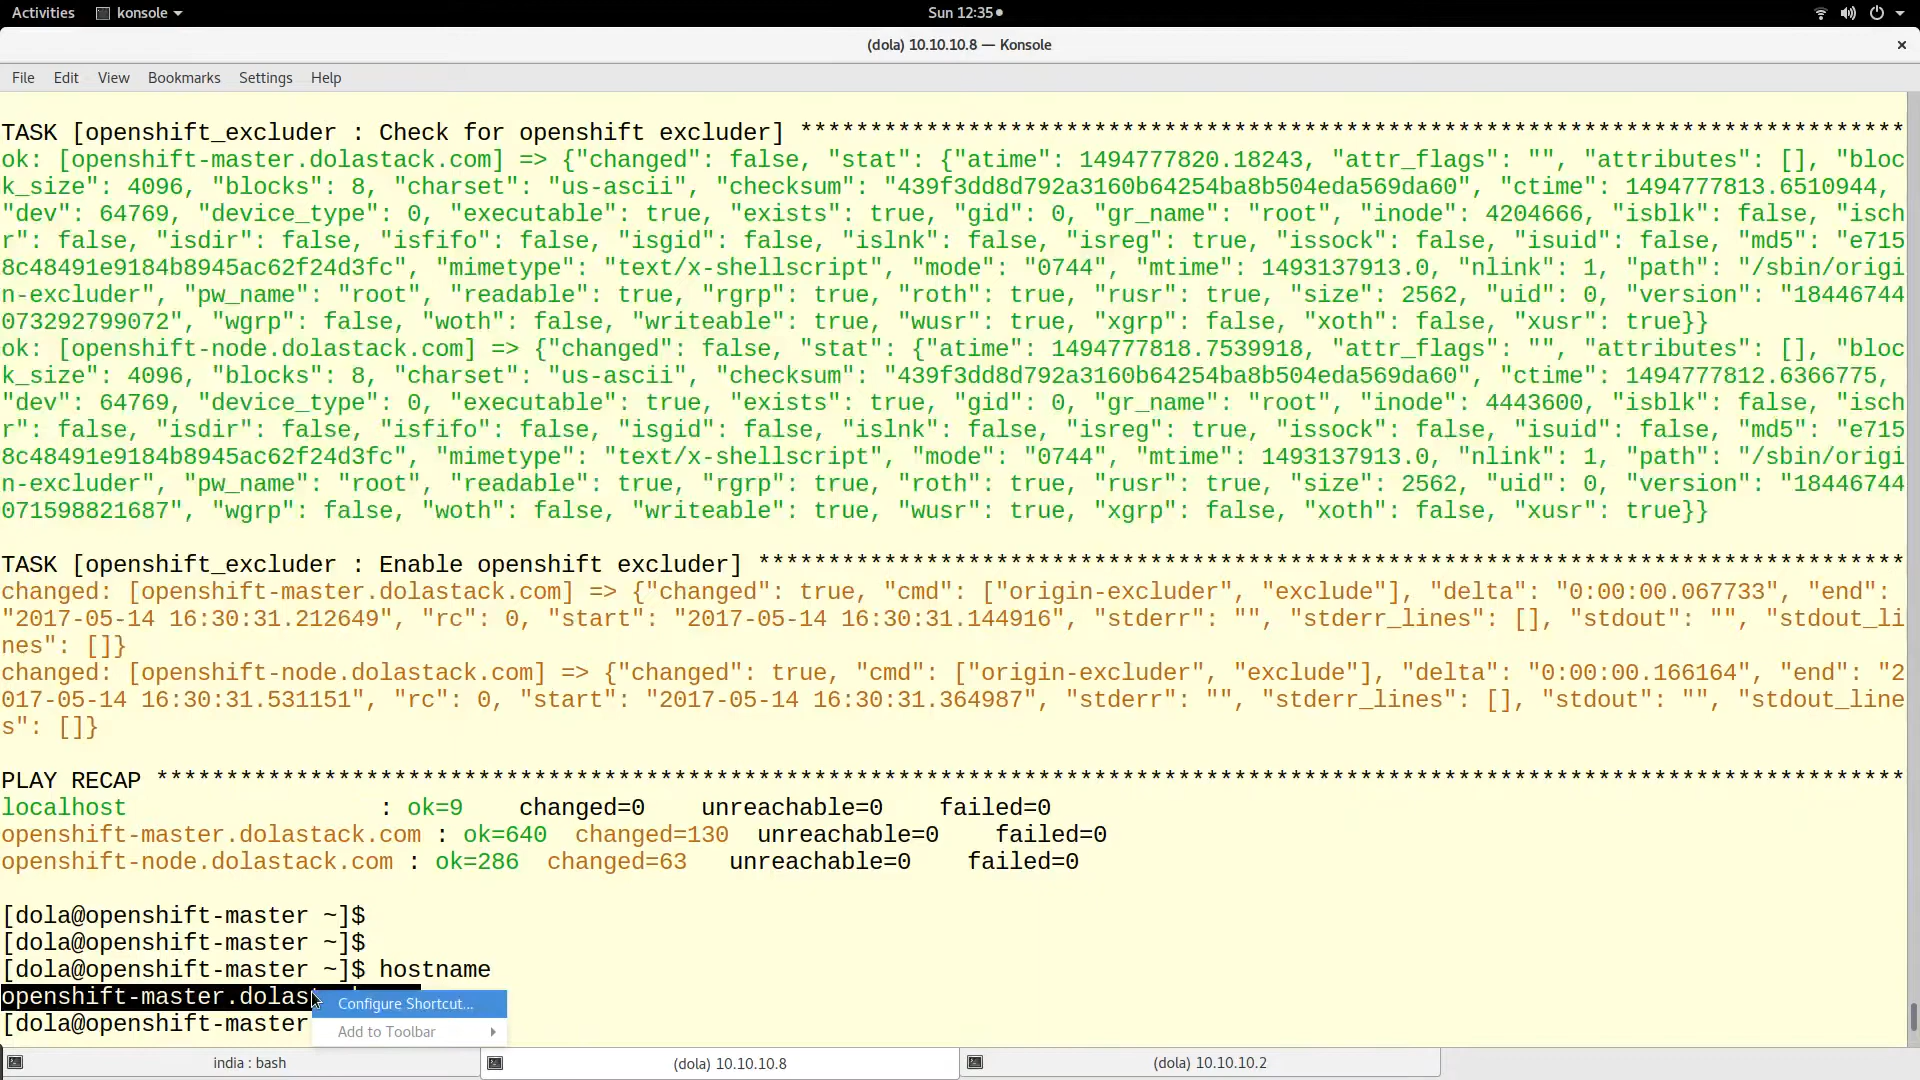 Activities konsole Sun 12:35
(dola) 10.10.10.8 — Konsole
File Edit View Bookmarks Settings Help
TASK [openshift_excluder : Check for openshift excluder] *******************************************************************************
ok: [openshift-master.dolastack.com] => {"changed": false, "stat": {"atime": 1494777820.18243, "attr_flags": "", "attributes": [], "bloc
k_size": 4096, "blocks": 8, "charset": "us-ascii", "checksum": "439f3dd8d792a3160b64254ba8b504eda569da60", "ctime": 1494777813.6510944,
"dev": 64769, "device_type": 0, "executable": true, "exists": true, "gid": 0, "gr_name": "root", "inode": 4204666, "isblk": false, "isch
r": false, "isdir": false, "isfifo": false, "isgid": false, "islnk": false, "isreg": true, "issock": false, "isuid": false, "md5": "e715
8c48491e9184b8945ac62f24d3fc", "mimetype": "text/x-shellscript", "mode": "0744", "mtime": 1493137913.0, "nlink": 1, "path": "/sbin/origi
n-excluder", "pw_name": "root", "readable": true, "rgrp": true, "roth": true, "rusr": true, "size": 2562, "uid": 0, "version": "18446744
073292799072", "wgrp": false, "woth": false, "writeable": true, "wusr": true, "xgrp": false, "xoth": false, "xusr": true}}
ok: [openshift-node.dolastack.com] => {"changed": false, "stat": {"atime": 1494777818.7539918, "attr_flags": "", "attributes": [], "bloc
k_size": 4096, "blocks": 8, "charset": "us-ascii", "checksum": "439f3dd8d792a3160b64254ba8b504eda569da60", "ctime": 1494777812.6366775,
"dev": 64769, "device_type": 0, "executable": true, "exists": true, "gid": 0, "gr_name": "root", "inode": 4443600, "isblk": false, "isch
r": false, "isdir": false, "isfifo": false, "isgid": false, "islnk": false, "isreg": true, "issock": false, "isuid": false, "md5": "e715
8c48491e9184b8945ac62f24d3fc", "mimetype": "text/x-shellscript", "mode": "0744", "mtime": 1493137913.0, "nlink": 1, "path": "/sbin/origi
n-excluder", "pw_name": "root", "readable": true, "rgrp": true, "roth": true, "rusr": true, "size": 2562, "uid": 0, "version": "18446744
071598821687", "wgrp": false, "woth": false, "writeable": true, "wusr": true, "xgrp": false, "xoth": false, "xusr": true}}
TASK [openshift_excluder : Enable openshift excluder] **********************************************************************************
changed: [openshift-master.dolastack.com] => {"changed": true, "cmd": ["origin-excluder", "exclude"], "delta": "0:00:00.067733", "end":
"2017-05-14 16:30:31.212649", "rc": 0, "start": "2017-05-14 16:30:31.144916", "stderr": "", "stderr_lines": [], "stdout": "", "stdout_li
nes": []}
changed: [openshift-node.dolastack.com] => {"changed": true, "cmd": ["origin-excluder", "exclude"], "delta": "0:00:00.166164", "end": "2
017-05-14 16:30:31.531151", "rc": 0, "start": "2017-05-14 16:30:31.364987", "stderr": "", "stderr_lines": [], "stdout": "", "stdout_line
s": []}
PLAY RECAP *****************************************************************************************************************************
localhost : ok=9 changed=0 unreachable=0 failed=0
openshift-master.dolastack.com : ok=640 changed=130 unreachable=0 failed=0
openshift-node.dolastack.com : ok=286 changed=63 unreachable=0 failed=0
[dola@openshift-master ~]$
[dola@openshift-master ~]$
[dola@openshift-master ~]$ hostname
openshift-master.dolas
Configure Shortcut...
[dola@openshift-master
Add to Toolbar
india : bash (dola) 10.10.10.8 (dola) 10.10.10.2